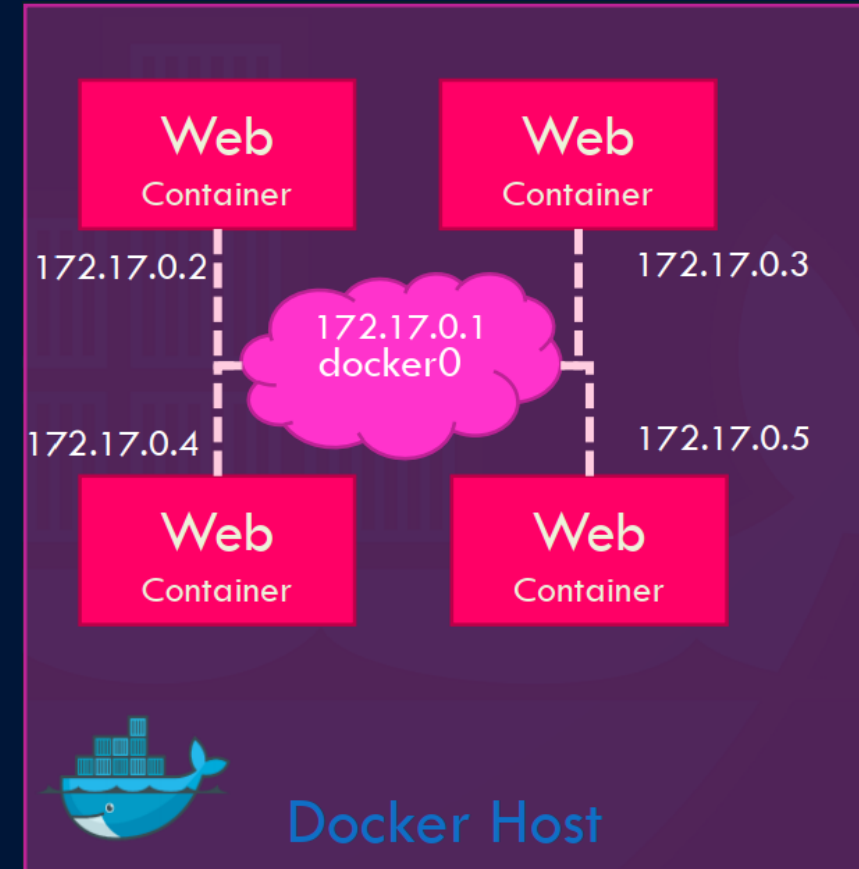 Web
Container
Web
Container
172.17.0.2
172.17.0.3
172.17.0.1
docker0
172.17.0.4
172.17.0.5
Web
Container
Web
Container
Docker Host